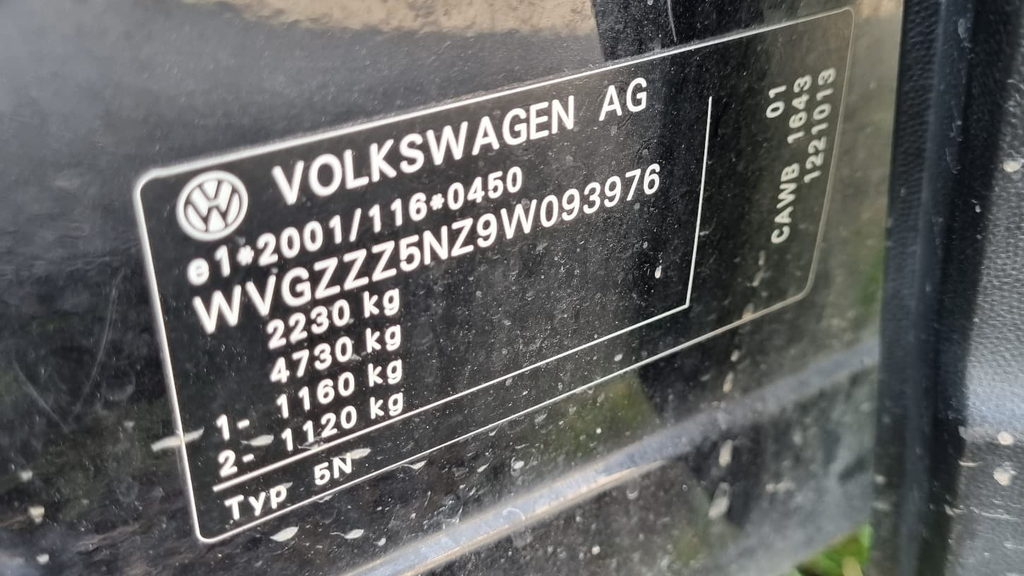 VOLKSWAGEN AG
e1*2001/116*0450
WVGZZZ5NZ9W093976
2230 kg
4730 kg
1- 1160 kg
2- 1120 kg
Typ 5N
01
CAWB 1643
1221013